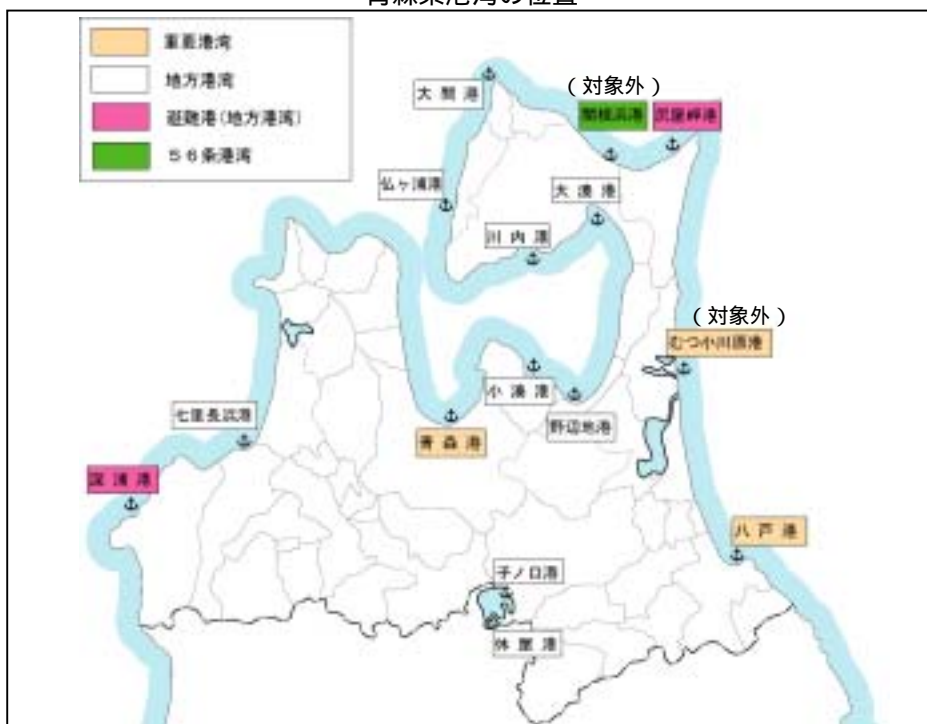 青森県港湾の位置
重要港湾
地方港湾
避難港(地方港湾)
56条港湾
(対象外)
大間港
関根浜港
尻屋岬港
仏ヶ浦港
大湊港
川内港
(対象外)
むつ小川原港
七里長浜港
小湊港
野辺地港
青森港
深浦港
八戸港
子ノ口港
休屋港